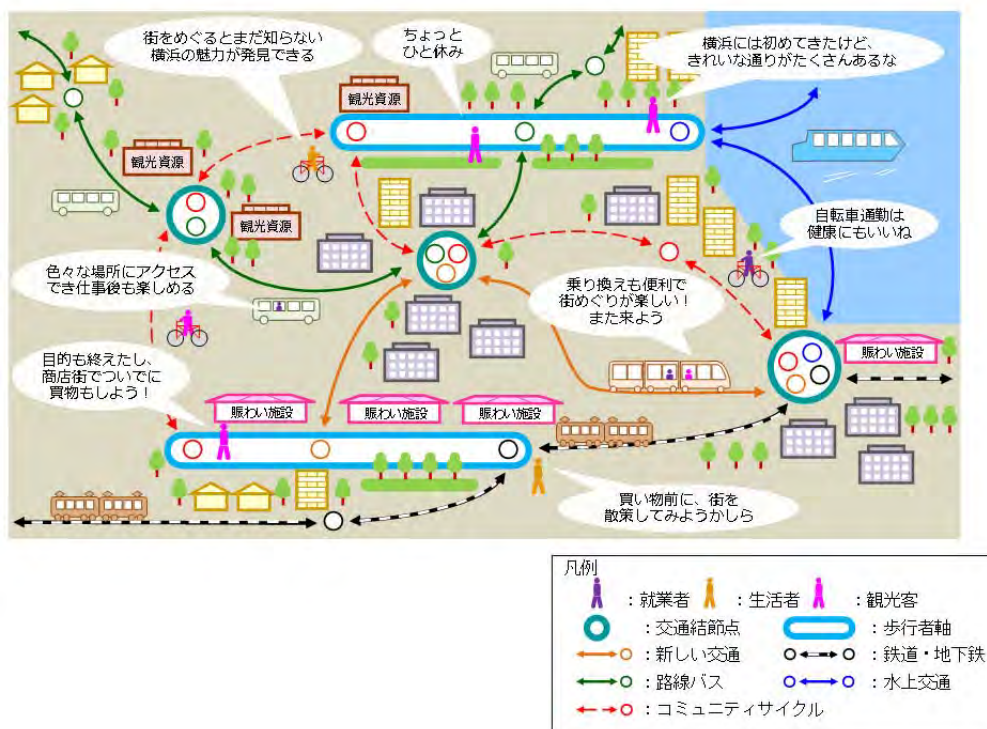 街をめぐるとまだ知らない
横浜の魅力が発見できる
ちょっと
ひと休み
横浜には初めてきたけど、
きれいな通りがたくさんあるな
観光資源
観光資源
観光資源
自転車通勤は
健康にもいいね
色々な場所にアクセス
でき仕事後も楽しめる
乗り換えも便利で
街めぐりが楽しい!
また来よう
目的も終えたし、
商店街でついでに
買物もしよう!
賑わい施設
賑わい施設
賑わい施設
賑わい施設
買い物前に、街を
散策してみようかしら
凡例
:就業者 :生活者 :観光客
:交通結節点 :歩行者軸
:新しい交通 :鉄道・地下鉄
:路線バス :水上交通
:コミュニティサイクル